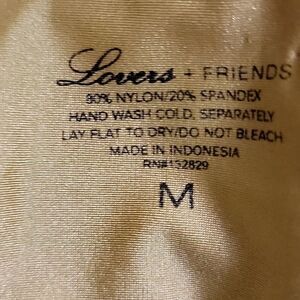 Lovers + FRIENDS
80% NYLON/20% SPANDEX
HAND WASH COLD, SEPARATELY
LAY FLAT TO DRY/DO NOT BLEACH
MADE IN INDONESIA
RN#132829
M